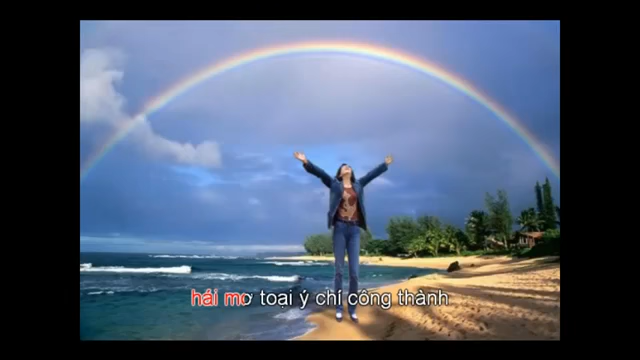 hái mơ toại ý chí công thành